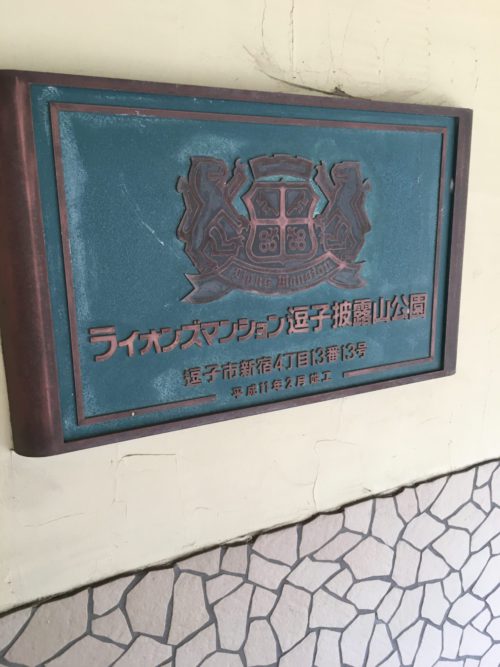 Lions Mansion
ライオンズマンション逗子披露山公園
逗子市新宿4丁目13番13号
平成11年2月竣工